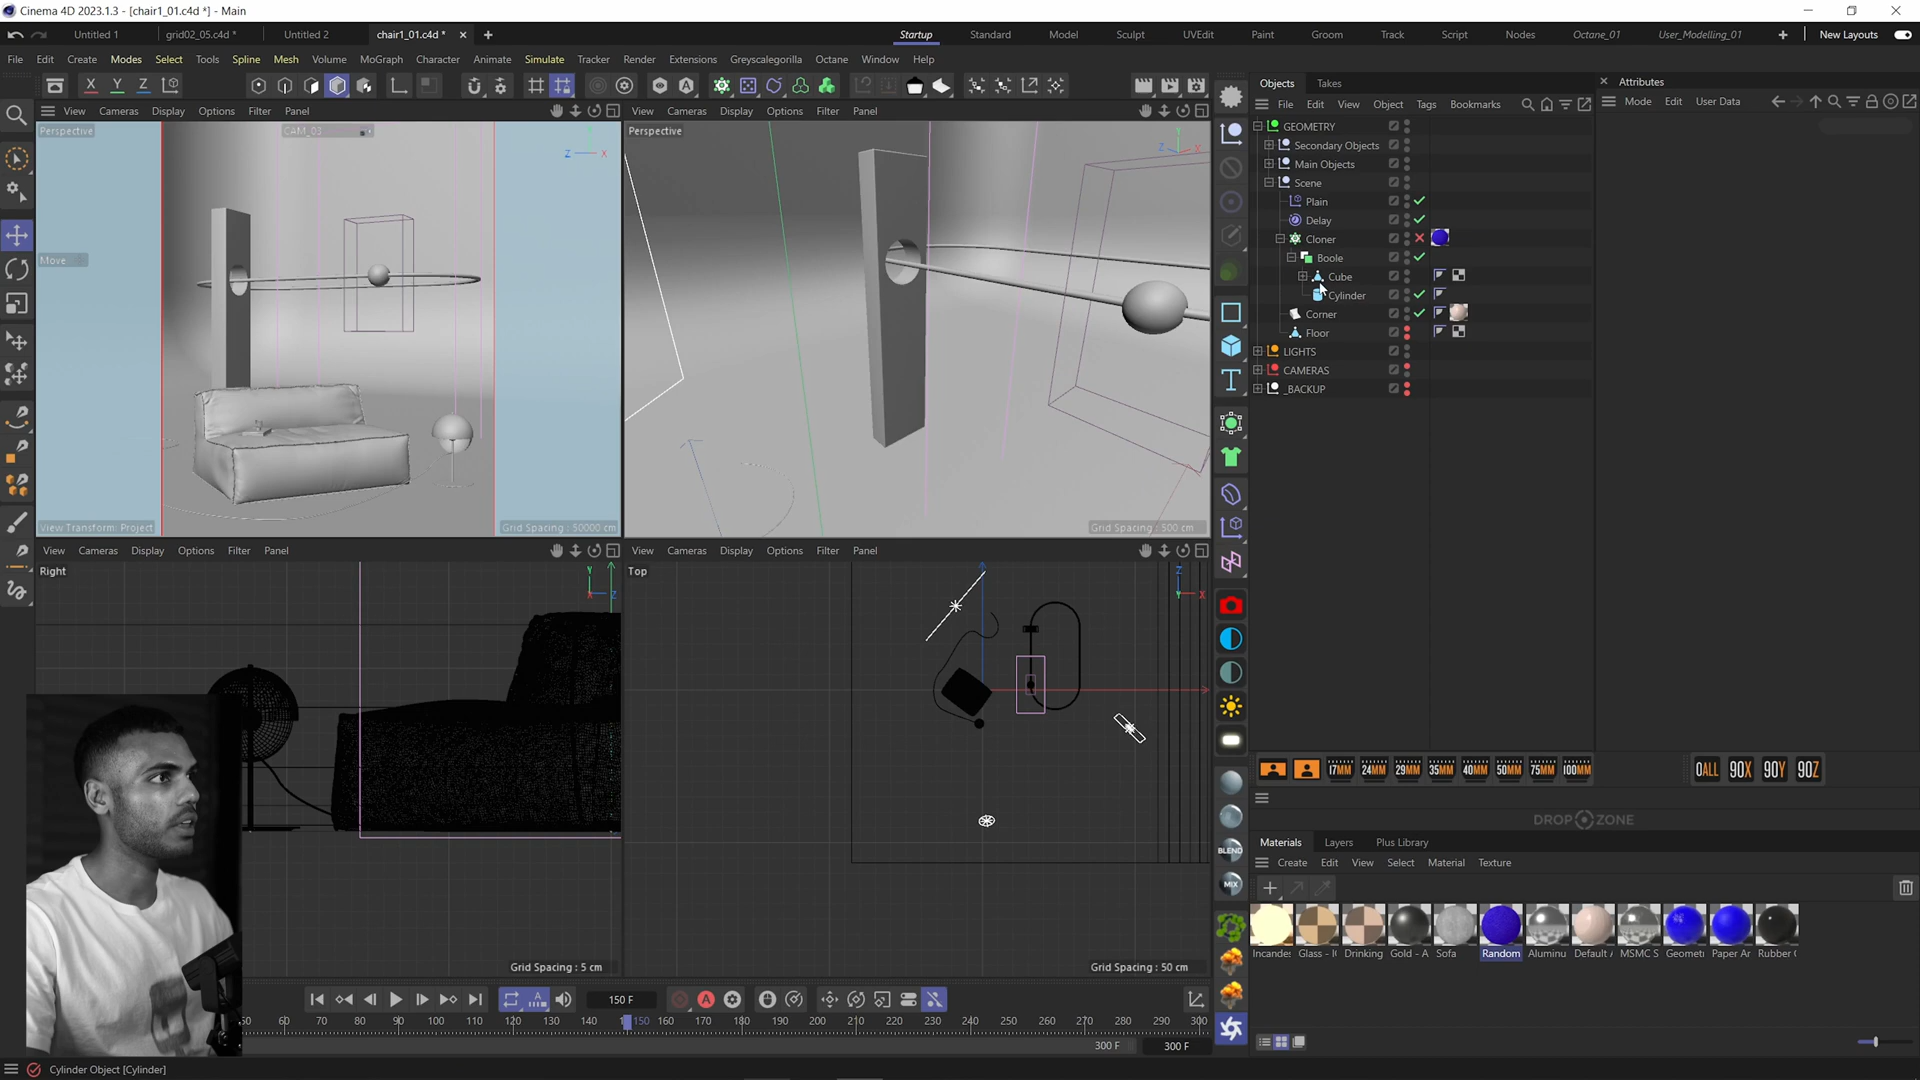 Cinema 4D 2023.1.3 - [chair1_01.c4d *] - Main
Untitled 1
grid02_05.c4d *
Untitled 2
chair1_01.c4d *
Startup
Standard
Model
Sculpt
UVEdit
Paint
Groom
Track
Script
Nodes
Octane_01
User_Modelling_01
New Layouts
File Edit Create Modes Select Tools Spline Mesh Volume MoGraph Character Animate Simulate Tracker Render Extensions Greyscalegorilla Octane Window Help
X Y Z
Objects Takes
Attributes
File Edit View Object Tags Bookmarks
Mode Edit User Data
View Cameras Display Options Filter Panel
View Cameras Display Options Filter Panel
Perspective
CAM_03
Z X
Perspective
Y
Z X
Move
View Transform: Project
Grid Spacing : 50000 cm
Grid Spacing : 500 cm
GEOMETRY
Secondary Objects
Main Objects
Scene
Plain
Delay
Cloner
Boole
Cube
Cylinder
Corner
Floor
LIGHTS
CAMERAS
_BACKUP
View Cameras Display Options Filter Panel
View Cameras Display Options Filter Panel
Right
Y
X Z
Top
Z
Y X
Grid Spacing : 5 cm
Grid Spacing : 50 cm
17MM 24MM 29MM 35MM 40MM 50MM 75MM 100MM
0ALL 90X 90Y 90Z
DROP ZONE
Materials Layers Plus Library
Create Edit View Select Material Texture
BLEND
MIX
Incandes
Glass - I(
Drinking
Gold - A
Sofa
Random
Aluminu
Default A
MSMC S
Geometi
Paper Ar
Rubber (
150 F
50 60 70 80 90 100 110 120 130 140 150 160 170 180 190 200 210 220 230 240 250 260 270 280 290 300
300 F
300 F
Cylinder Object [Cylinder]